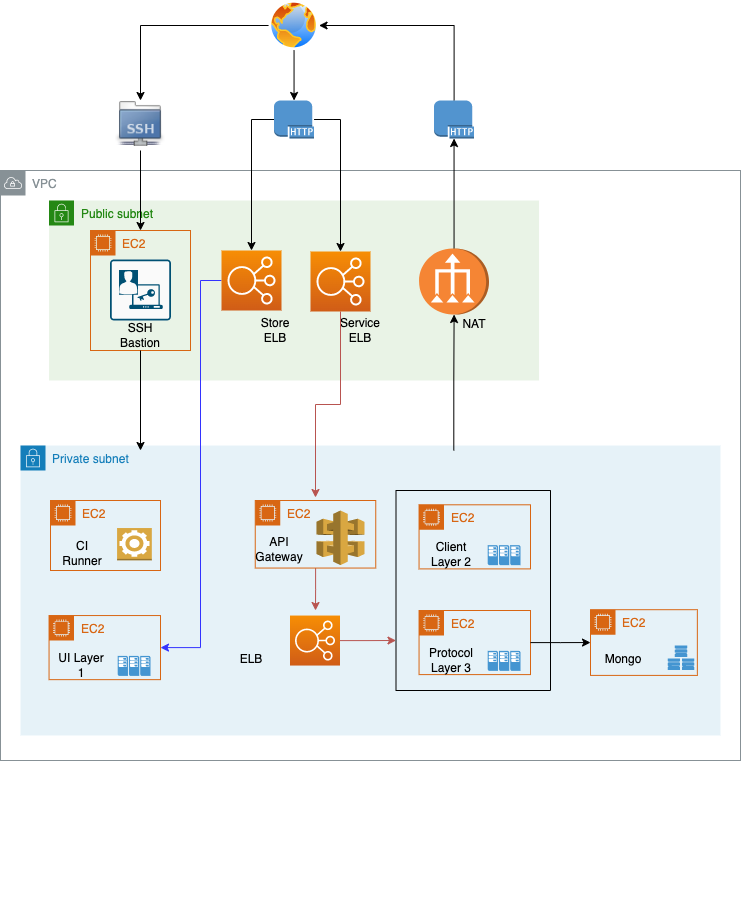 SSH
HTTP
HTTP
VPC
Public subnet
EC2
SSH
Bastion
Store
ELB
Service
ELB
NAT
Private subnet
EC2
CI
Runner
EC2
API
Gateway
EC2
Client
Layer 2
EC2
UI Layer
1
ELB
EC2
Protocol
Layer 3
EC2
Mongo